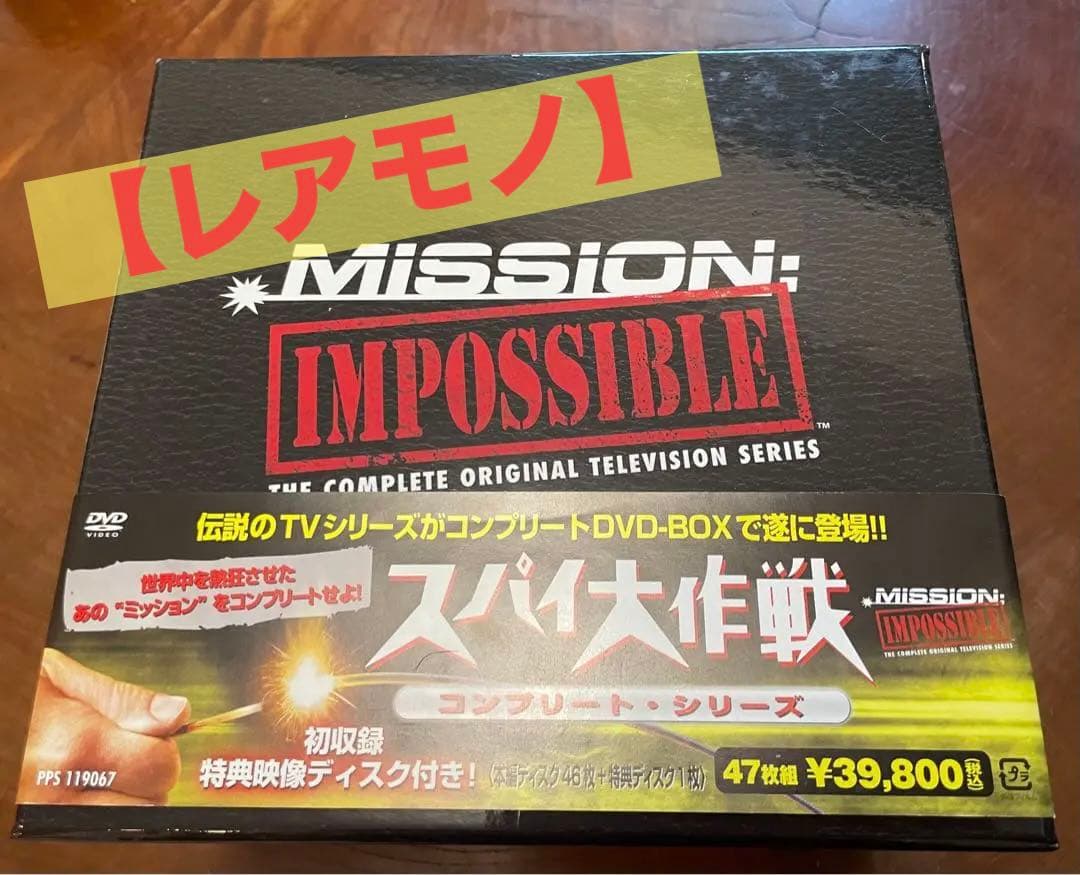 【レアモノ】
MiSSiON:
IMPOSSIBLE
™
THE COMPLETE ORIGINAL TELEVISION SERIES
DVD
VIDEO
伝説のTVシリーズがコンプリートDVD-BOXで遂に登場!!
世界中を熱狂させた
あの“ミッション”をコンプリートせよ!
スパイ大作戦
MiSSiON:
IMPOSSIBLE
THE COMPLETE ORIGINAL TELEVISION SERIES
コンプリート・シリーズ
初収録
特典映像ディスク付き!
(本編ディスク46枚+特典ディスク1枚)
47枚組 ¥39,800(税込)
プラ
PPS 119067